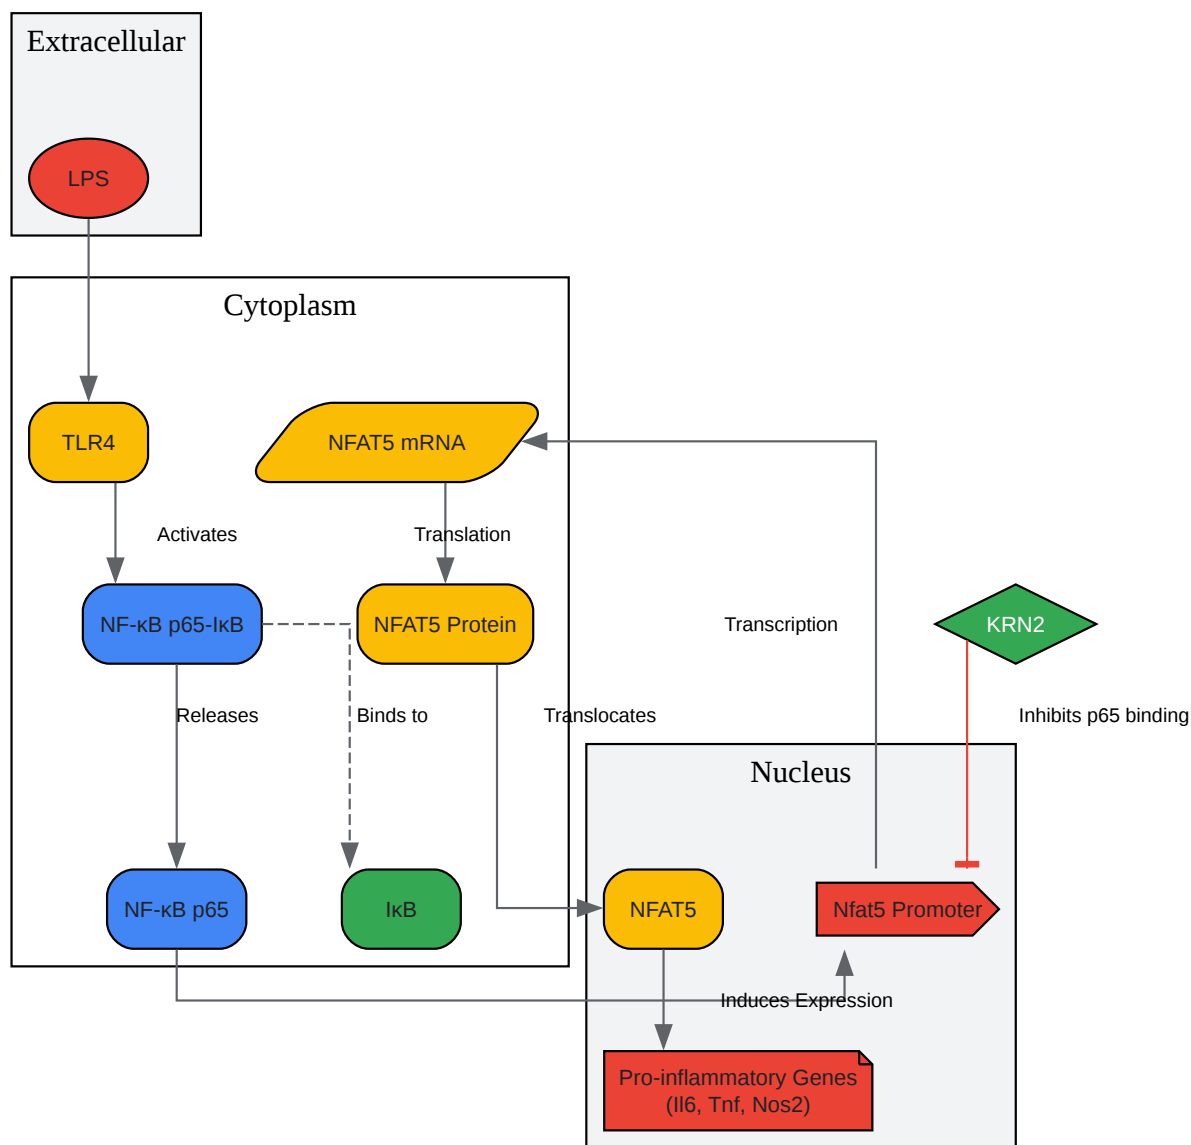 Extracellular
LPS
Cytoplasm
TLR4
NFAT5 mRNA
Activates
Translation
NF-κB p65-IκB
NFAT5 Protein
Transcription
KRN2
Releases
Binds to
Translocates
Inhibits p65 binding
Nucleus
NF-κB p65
IκB
NFAT5
Nfat5 Promoter
Induces Expression
Pro-inflammatory Genes
(Il6, Tnf, Nos2)